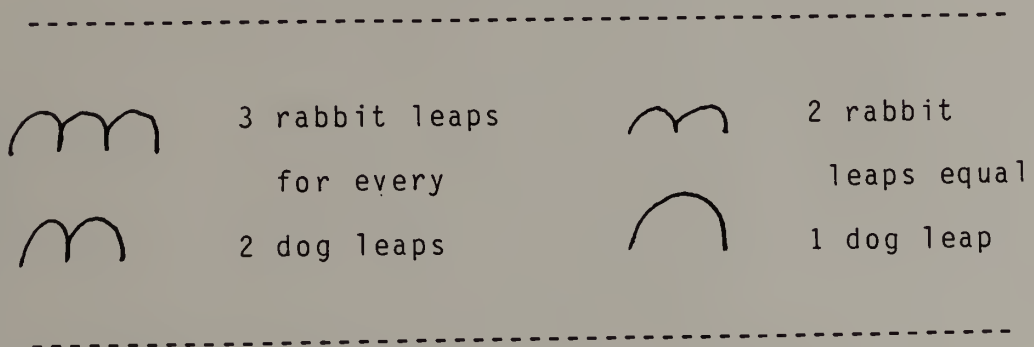 3 rabbit leaps
for every
2 dog leaps
2 rabbit
leaps equal
1 dog leap